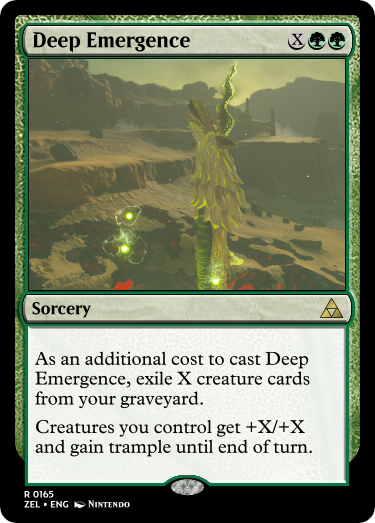 Deep Emergence X
Sorcery
As an additional cost to cast Deep
Emergence, exile X creature cards
from your graveyard.
Creatures you control get +X/+X
and gain trample until end of turn.
R 0165
ZEL • ENG Nintendo